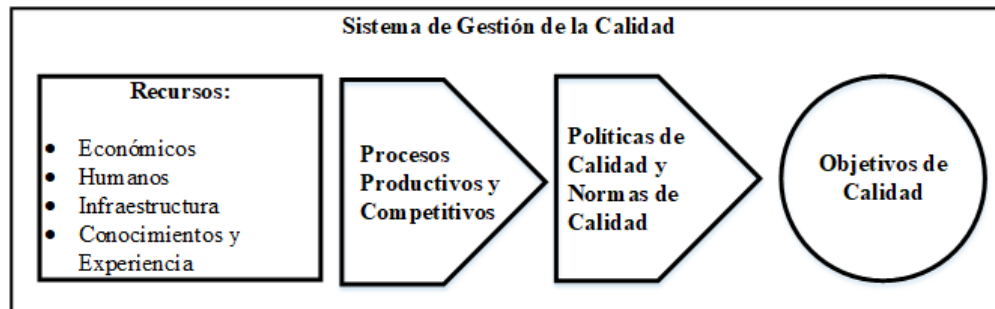 Sistema de Gestión de la Calidad
Recursos:
• Económicos
• Humanos
• Infraestructura
• Conocimientos y
Experiencia
Procesos
Productivos y
Competitivos
Políticas de
Calidad y
Normas de
Calidad
Objetivos de
Calidad